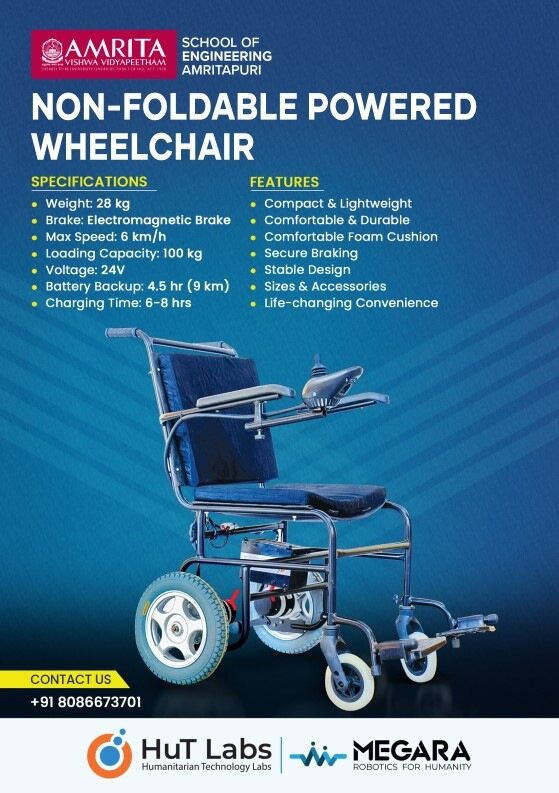 AMRITA
VISHWA VIDYAPEETHAM
SCHOOL OF
ENGINEERING
AMRITAPURI
NON-FOLDABLE POWERED
WHEELCHAIR
SPECIFICATIONS
• Weight: 28 kg
• Brake: Electromagnetic Brake
• Max Speed: 6 km/h
• Loading Capacity: 100 kg
• Voltage: 24V
• Battery Backup: 4.5 hr (9 km)
• Charging Time: 6-8 hrs
FEATURES
• Compact & Lightweight
• Comfortable & Durable
• Comfortable Foam Cushion
• Secure Braking
• Stable Design
• Sizes & Accessories
• Life-changing Convenience
CONTACT US
+91 8086673701
HuT Labs
Humanitarian Technology Labs
MEGARA
ROBOTICS FOR HUMANITY